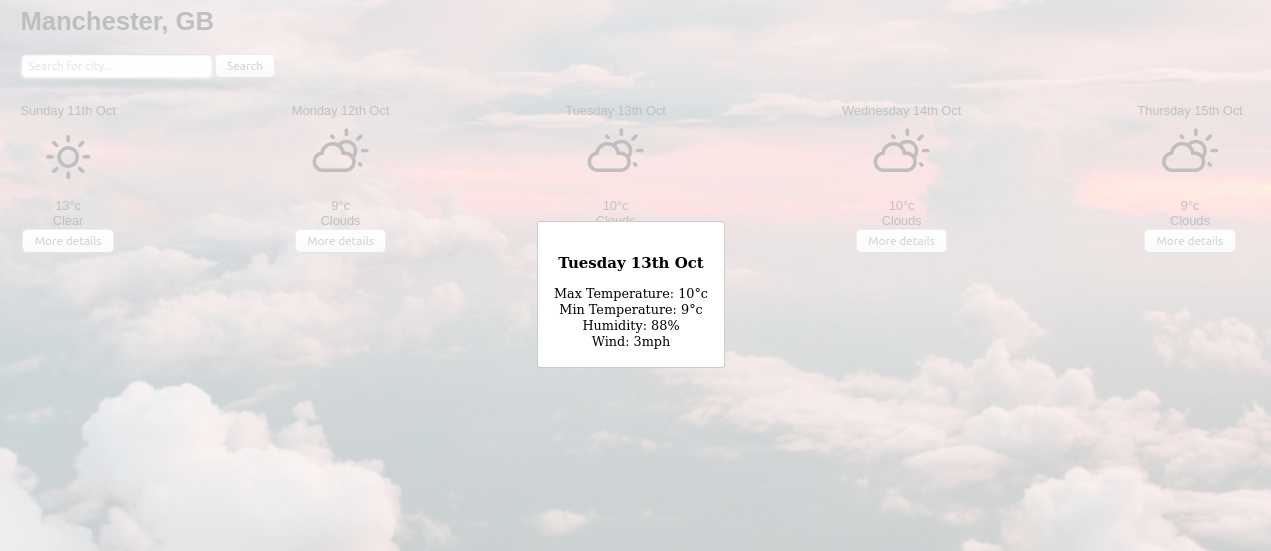 Manchester, GB
Search for city..
Search
Sunday 11th Oct
Monday 12th Oct
Tuesday 13th Oct
Wednesday 14th Oct
Thursday 15th Oct
13°c
9°c
10°c
10°c
9°c
Clear
Clouds
Clouds
Clouds
Clouds
More details
More details
More details
More details
Tuesday 13th Oct
Max Temperature: 10°c
Min Temperature: 9°c
Humidity: 88%
Wind: 3mph